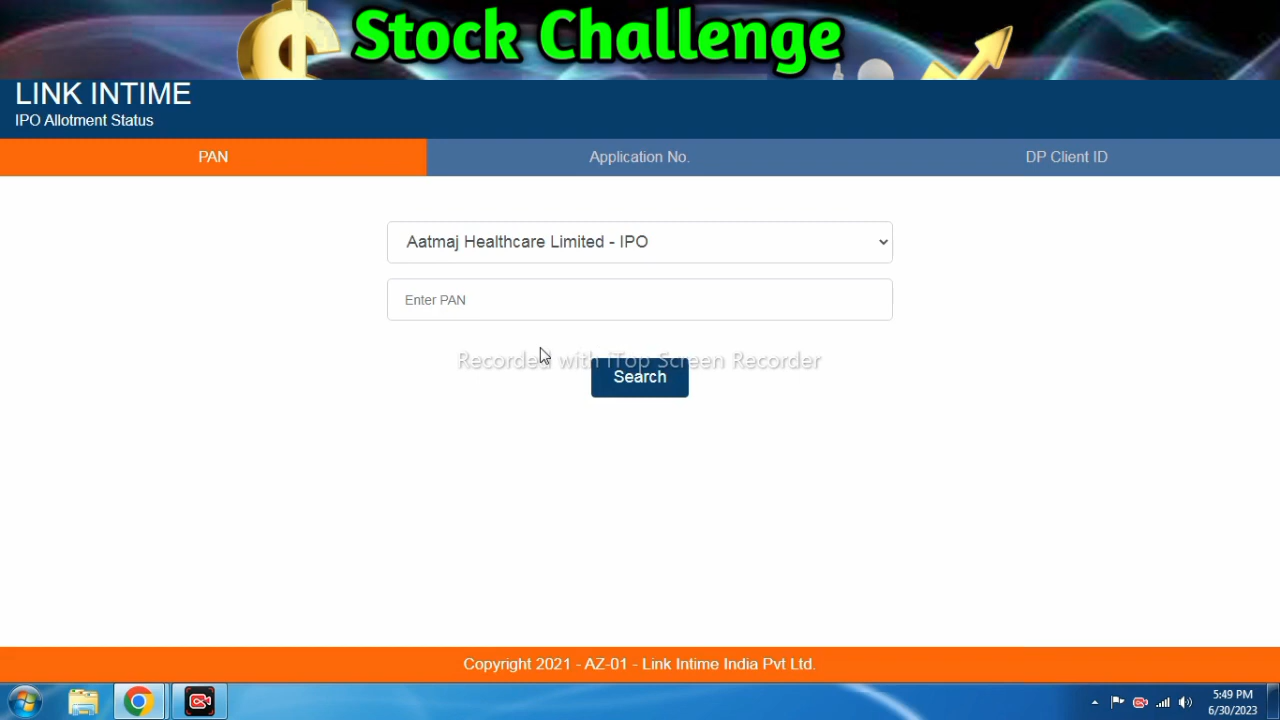 Stock Challenge
LINK INTIME
IPO Allotment Status
PAN
Application No.
DP Client ID
Aatmaj Healthcare Limited - IPO
Enter PAN
Recorded with iTop Screen Recorder
Search
Copyright 2021 - AZ-01 - Link Intime India Pvt Ltd.
5:49 PM
6/30/2023